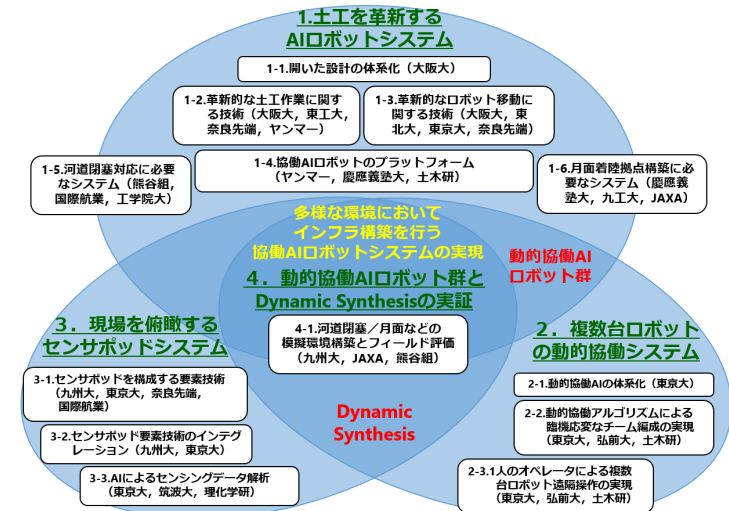 1.土工を革新する
AIロボットシステム
1-1.開いた設計の体系化（大阪大）
1-2.革新的な土工作業に関す
る技術（大阪大，東工大，
奈良先端，ヤンマー）
1-3.革新的なロボット移動に
関する技術（大阪大，東
北大，東京大，奈良先端）
1-4.協働AIロボットのプラットフォーム
（ヤンマー，慶應義塾大，土木研）
1-5.河道閉塞対応に必要
なシステム（熊谷組，
国際航業，工学院大）
1-6.月面着陸拠点構築に必
要なシステム（慶應義
塾大，九工大，JAXA）
多様な環境において
インフラ構築を行う
協働AIロボットシステムの実現
動的協働AI
ロボット群
４．動的協働AIロボット群と
Dynamic Synthesisの実証
4-1.河道閉塞／月面などの
模擬環境構築とフィールド評価
（九州大，JAXA，熊谷組）
３．現場を俯瞰する
センサポッドシステム
3-1.センサポッドを構成する要素技術
（九州大，東京大，奈良先端，
国際航業）
3-2.センサポッド要素技術のインテグ
レーション（九州大，東京大）
3-3.AIによるセンシングデータ解析
（東京大，筑波大，理化学研）
Dynamic
Synthesis
２．複数台ロボット
の動的協働システム
2-1.動的協働AIの体系化（東京大）
2-2.動的協働アルゴリズムによる
臨機応変なチーム編成の実現
（東京大，弘前大，土木研）
2-3.1人のオペレータによる複数
台ロボット遠隔操作の実現
（東京大，弘前大，土木研）